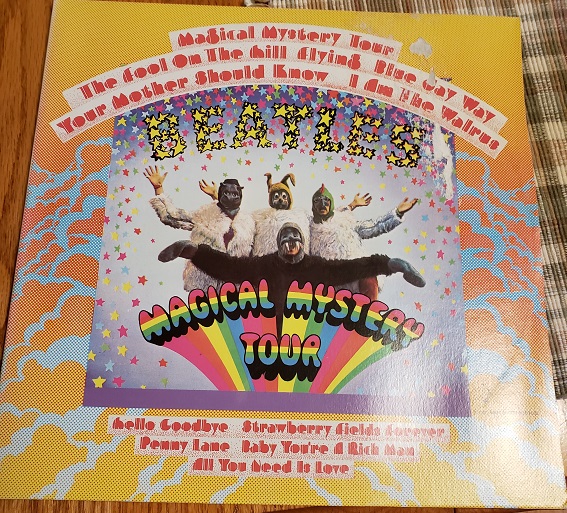 Magical Mystery Tour
The Fool On The Hill Flying Blue Jay Way
Your Mother Should Know I Am The Walrus
BEATLES
MAGICAL MYSTERY
TOUR
Hello Goodbye Strawberry Fields Forever
Penny Lane Baby You're A Rich Man
All You Need Is Love